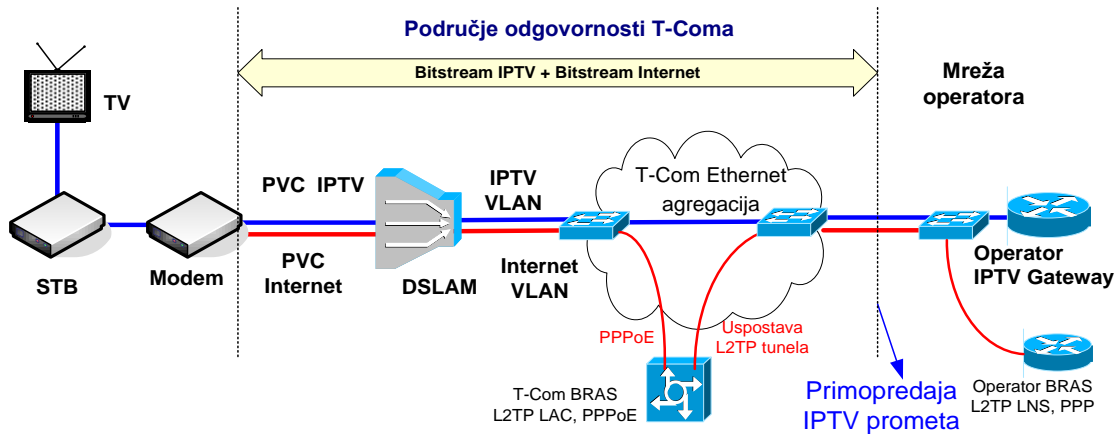 Područje odgovornosti T-Coma
Bitstream IPTV + Bitstream Internet
Mreža
operatora
TV
PVC IPTV
IPTV
VLAN
T-Com Ethernet
agregacija
STB
Modem
PVC
Internet
DSLAM
Internet
VLAN
Operator
IPTV Gateway
PPPoE
Uspostava
L2TP tunela
T-Com BRAS
L2TP LAC, PPPoE
Primopredaja
IPTV prometa
Operator BRAS
L2TP LNS, PPP